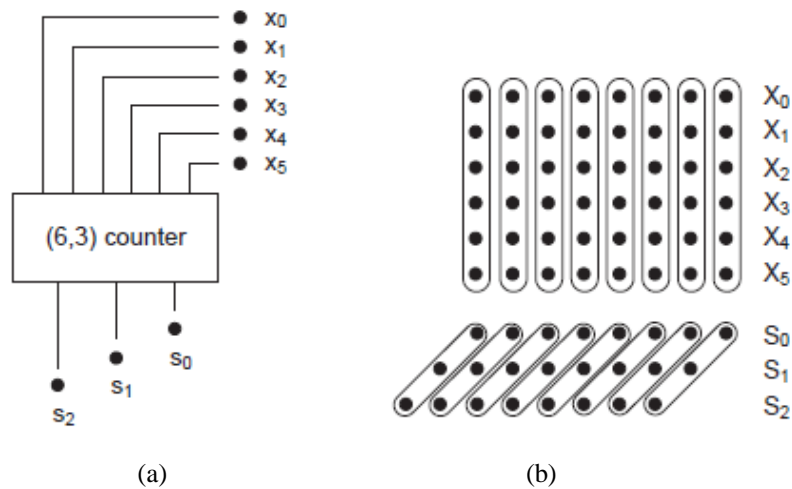 x₀
x₁
x₂
x₃
x₄
x₅
(6,3) counter
s₀
s₁
s₂
(a)
X₀
X₁
X₂
X₃
X₄
X₅
S₀
S₁
S₂
(b)